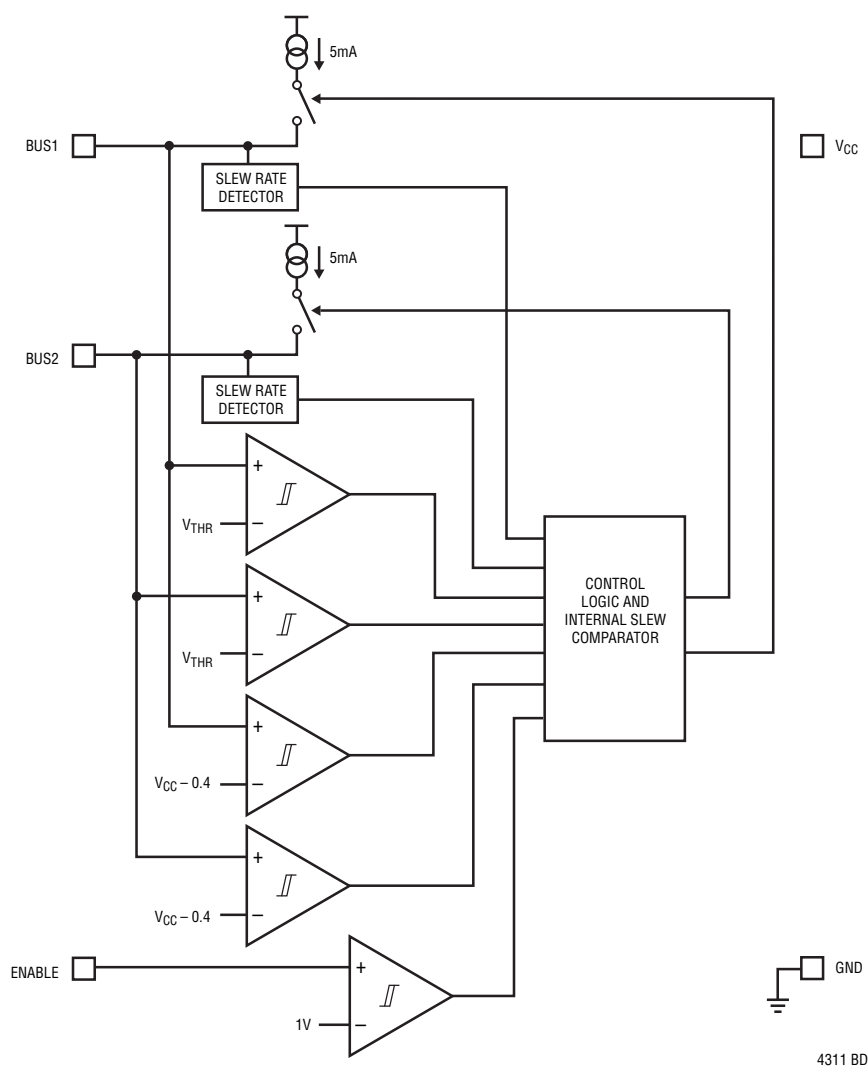 5mA
BUS1
VCC
SLEW RATE
DETECTOR
5mA
BUS2
SLEW RATE
DETECTOR
+
VTHR
–
CONTROL
LOGIC AND
INTERNAL SLEW
COMPARATOR
+
VTHR
–
+
VCC – 0.4
–
+
VCC – 0.4
–
ENABLE
+
GND
1V
–
4311 BD